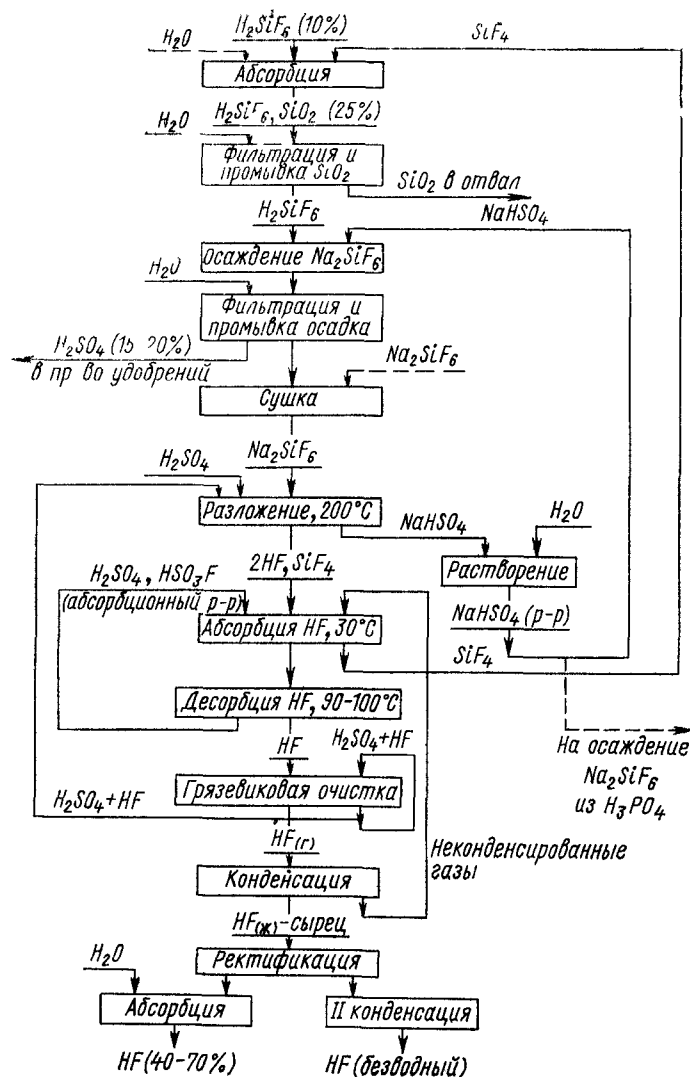 H₂SiF₆ (10%)
H₂O
SiF₄
Абсорбция
H₂SiF₆, SiO₂ (25%)
H₂O
Фильтрация и
промывка SiO₂
SiO₂ в отвал
H₂SiF₆
NaHSO₄
Осаждение Na₂SiF₆
H₂O
Фильтрация и
промывка осадка
H₂SO₄ (15 20%)
в пр во удобрений
Na₂SiF₆
Сушка
Na₂SiF₆
H₂SO₄
Разложение, 200°C
NaHSO₄
H₂O
2HF, SiF₄
Растворение
H₂SO₄, HSO₃F
(абсорбционный р-р)
Абсорбция HF, 30°C
NaHSO₄ (р-р)
SiF₄
Десорбция HF, 90-100°C
HF
H₂SO₄+HF
На осаждение
Na₂SiF₆
из H₃PO₄
Грязевиковая очистка
H₂SO₄+HF
HF(г)
Неконденсированные
газы
Конденсация
HF(ж)-сырец
H₂O
Ректификация
Абсорбция
II конденсация
HF (40-70%)
HF (безводный)